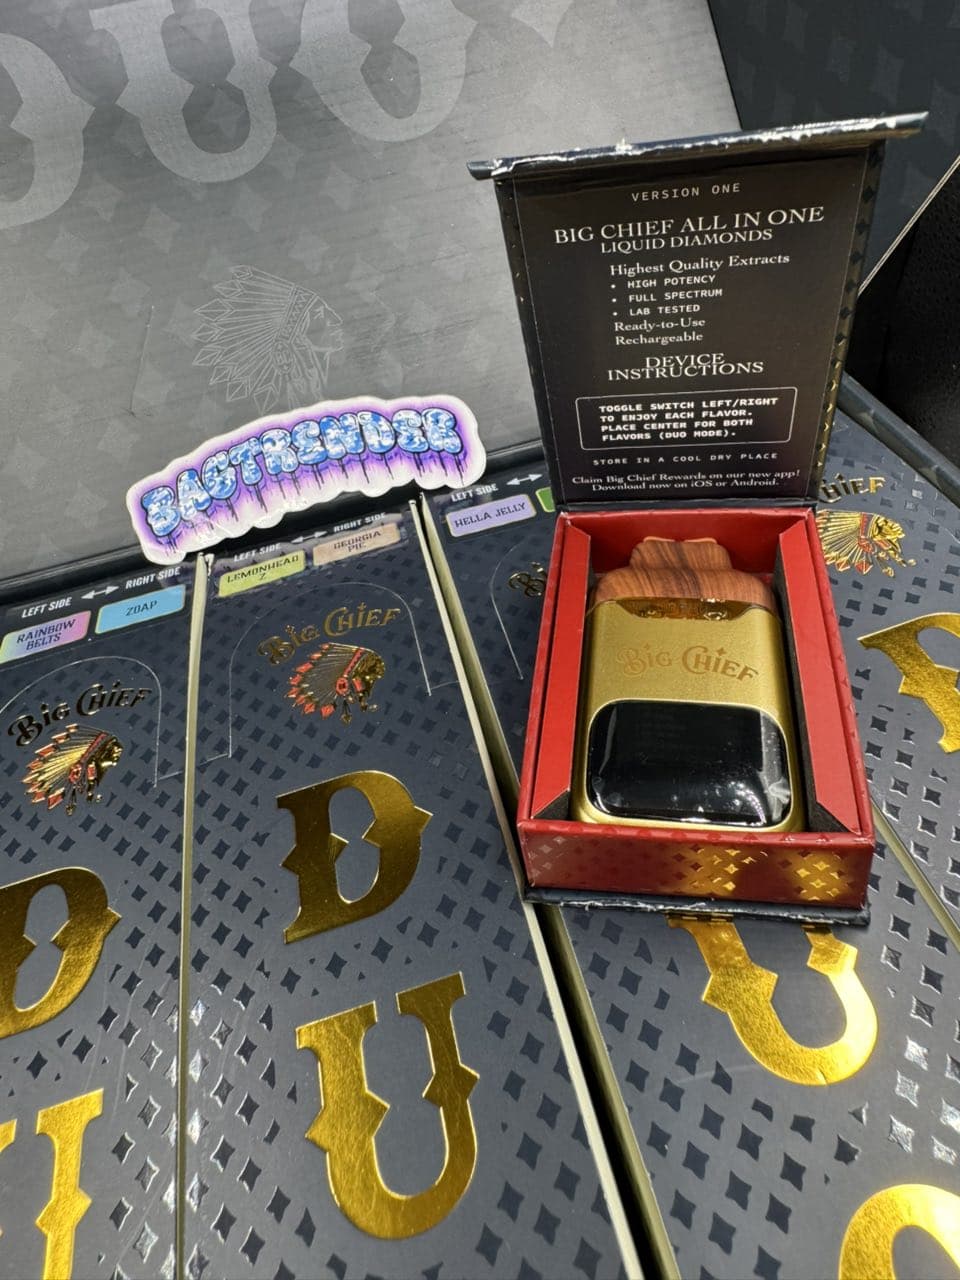 DUO
VERSION ONE
BIG CHIEF ALL IN ONE
LIQUID DIAMONDS
Highest Quality Extracts
• HIGH POTENCY
• FULL SPECTRUM
• LAB TESTED
Ready-to-Use
Rechargeable
DEVICE
INSTRUCTIONS
TOGGLE SWITCH LEFT/RIGHT
TO ENJOY EACH FLAVOR.
PLACE CENTER FOR BOTH
FLAVORS (DUO MODE).
STORE IN A COOL DRY PLACE
Claim Big Chief Rewards on our new app!
Download now on iOS or Android.
BAGTRENDER
LEFT SIDE ↔ RIGHT SIDE
RAINBOW
BELTS
ZOAP
BIG CHIEF
D
U
LEFT SIDE ↔ RIGHT SIDE
LEMONHEAD
Z
GEORGIA
PIE
BIG CHIEF
D
U
LEFT SIDE ↔
HELLA JELLY
BIG CHIEF
U
CHIEF
D